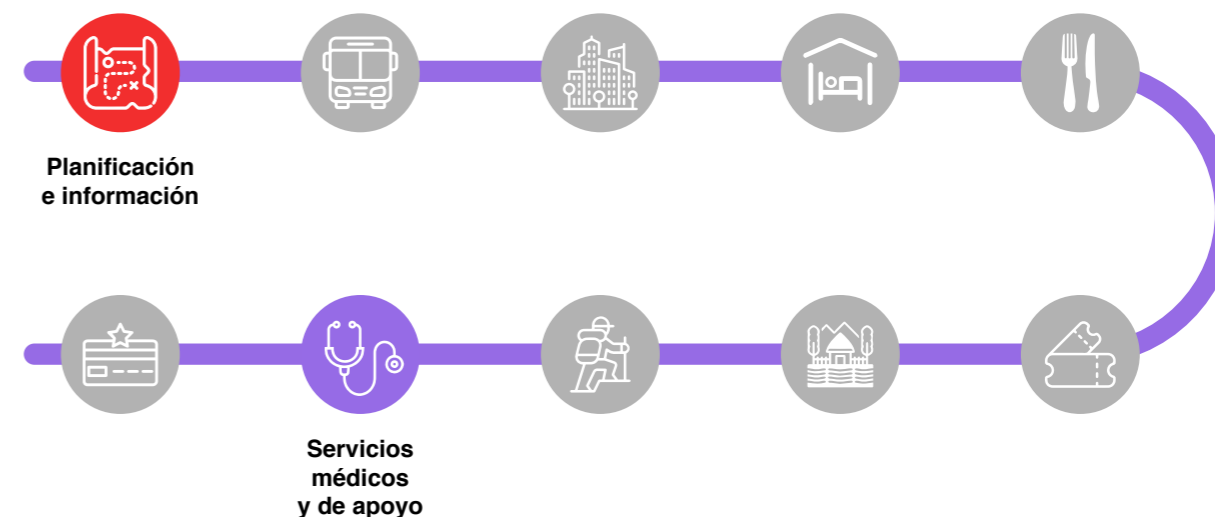 Planificación
e información
Servicios
médicos
y de apoyo